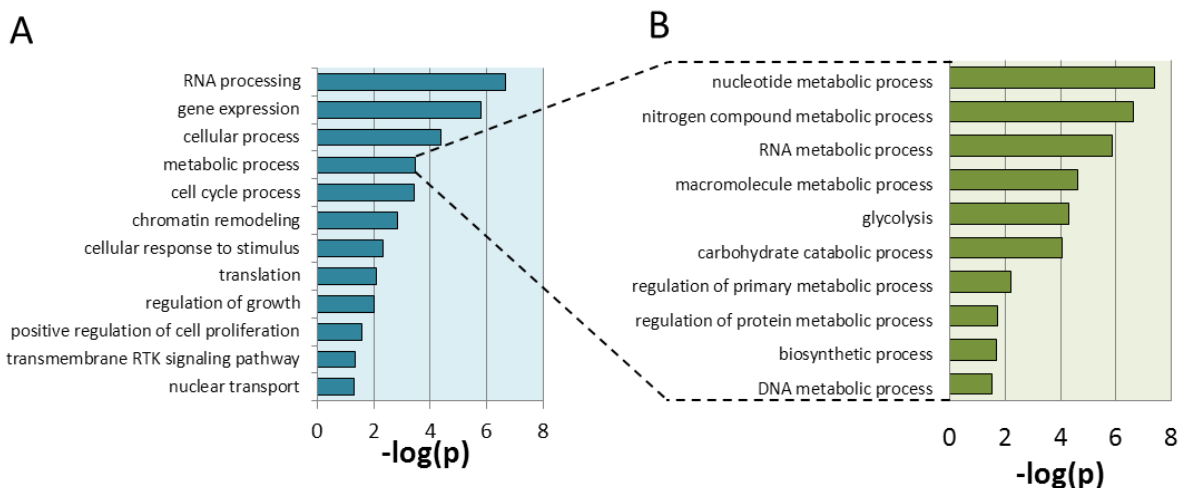 A
RNA processing
gene expression
cellular process
metabolic process
cell cycle process
chromatin remodeling
cellular response to stimulus
translation
regulation of growth
positive regulation of cell proliferation
transmembrane RTK signaling pathway
nuclear transport
0 2 4 6 8
-log(p)
B
nucleotide metabolic process
nitrogen compound metabolic process
RNA metabolic process
macromolecule metabolic process
glycolysis
carbohydrate catabolic process
regulation of primary metabolic process
regulation of protein metabolic process
biosynthetic process
DNA metabolic process
0 2 4 6 8
-log(p)